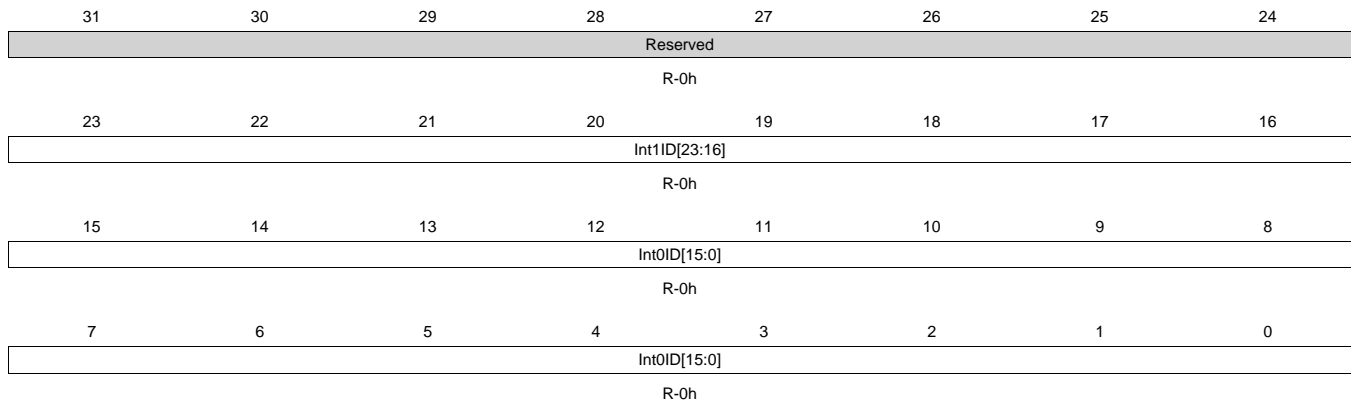 31 30 29 28 27 26 25 24
Reserved
R-0h
23 22 21 20 19 18 17 16
Int1ID[23:16]
R-0h
15 14 13 12 11 10 9 8
Int0ID[15:0]
R-0h
7 6 5 4 3 2 1 0
Int0ID[15:0]
R-0h